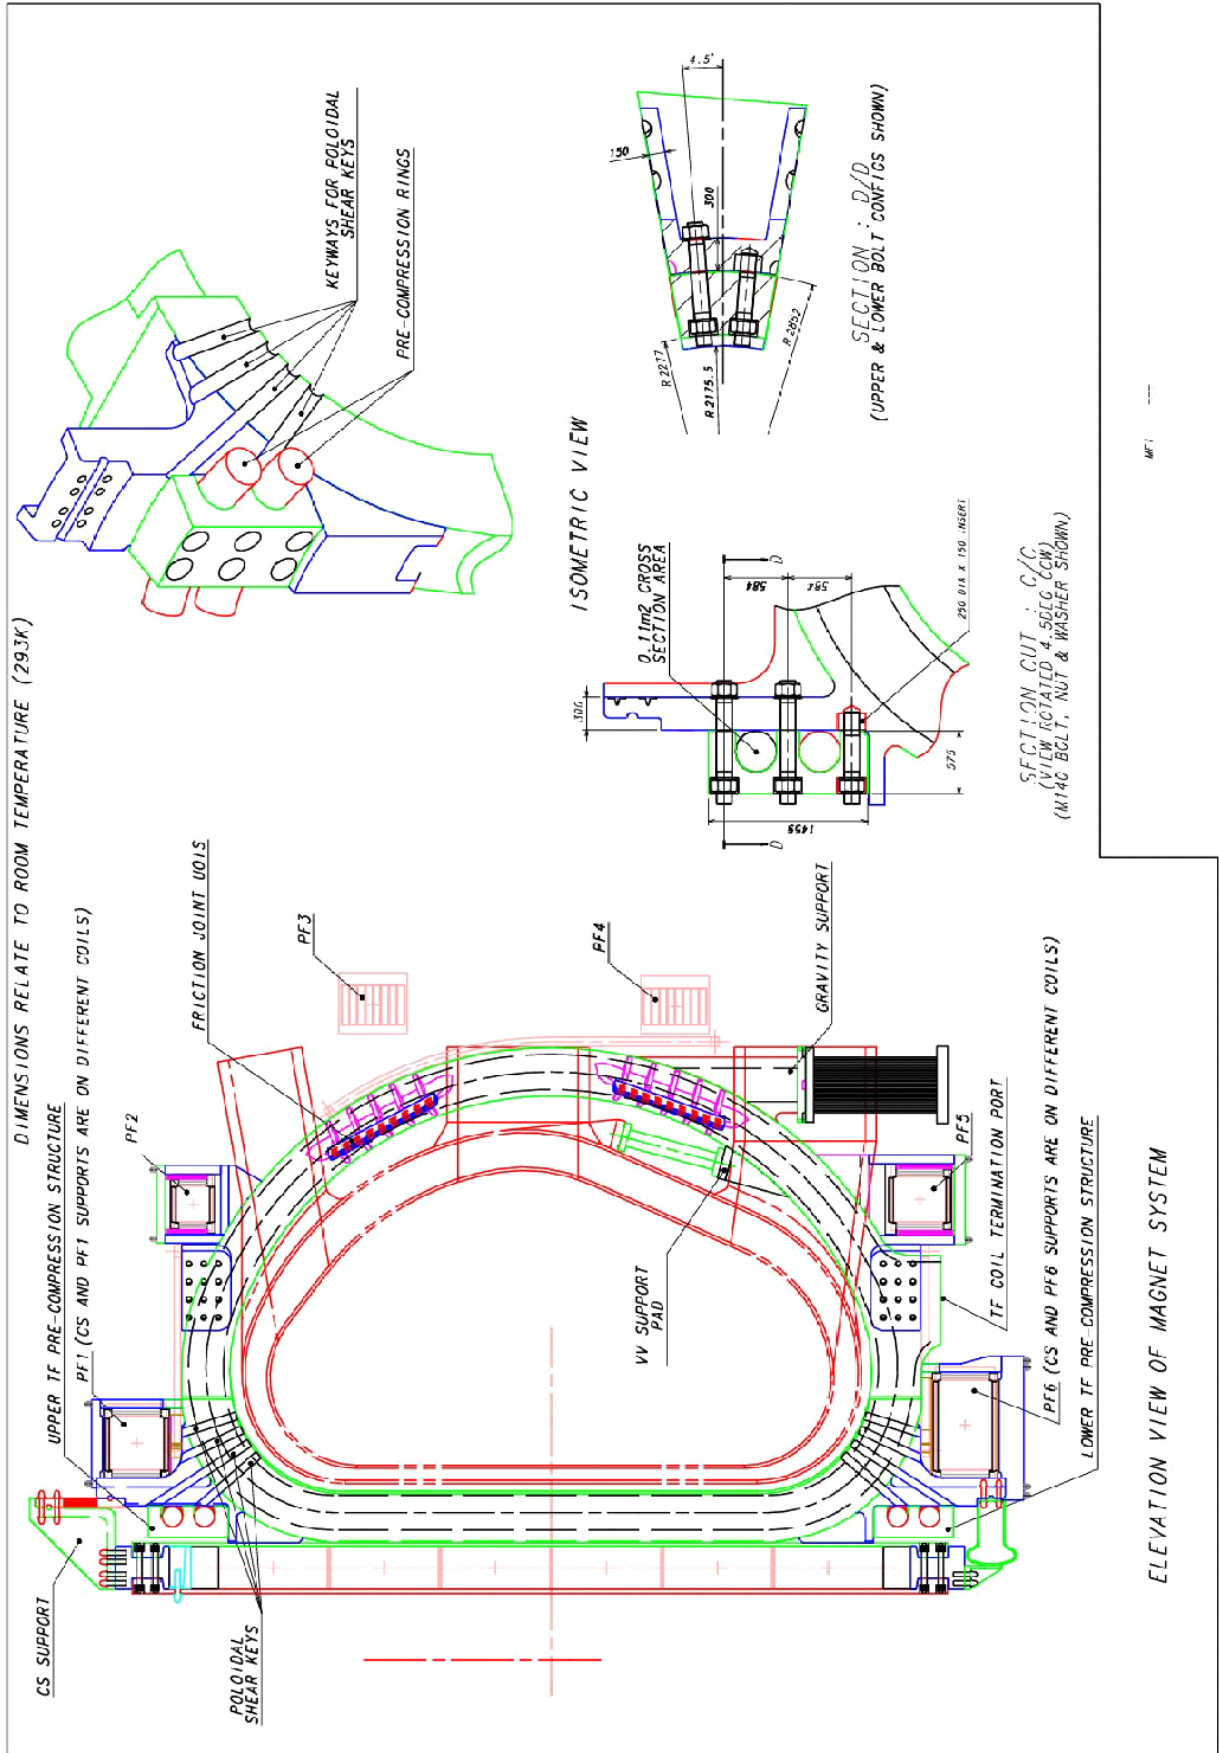 DIMENSIONS RELATE TO ROOM TEMPERATURE (293K)
CS SUPPORT
UPPER TF PRE-COMPRESSION STRUCTURE
PF1 (CS AND PF1 SUPPORTS ARE ON DIFFERENT COILS)
PF2
FRICTION JOINT UOIS
PF3
PF4
GRAVITY SUPPORT
VV SUPPORT
PAD
POLOIDAL
SHEAR KEYS
PF5
TF COIL TERMINATION PORT
PF6 (CS AND PF6 SUPPORTS ARE ON DIFFERENT COILS)
LOWER TF PRE-COMPRESSION STRUCTURE
ELEVATION VIEW OF MAGNET SYSTEM
KEYWAYS FOR POLOIDAL
SHEAR KEYS
PRE-COMPRESSION RINGS
ISOMETRIC VIEW
0.11m2 CROSS
SECTION AREA
300
D
584
584
D
1458
575
250 DIA X 150 INSERT
SECTION CUT : C/C
(VIEW ROTATED 4.5DEG CCW)
(M140 BOLT, NUT & WASHER SHOWN)
4.5°
150
300
R 2277
R 2175.5
R 2852
SECTION : D/D
(UPPER & LOWER BOLT CONFIGS SHOWN)